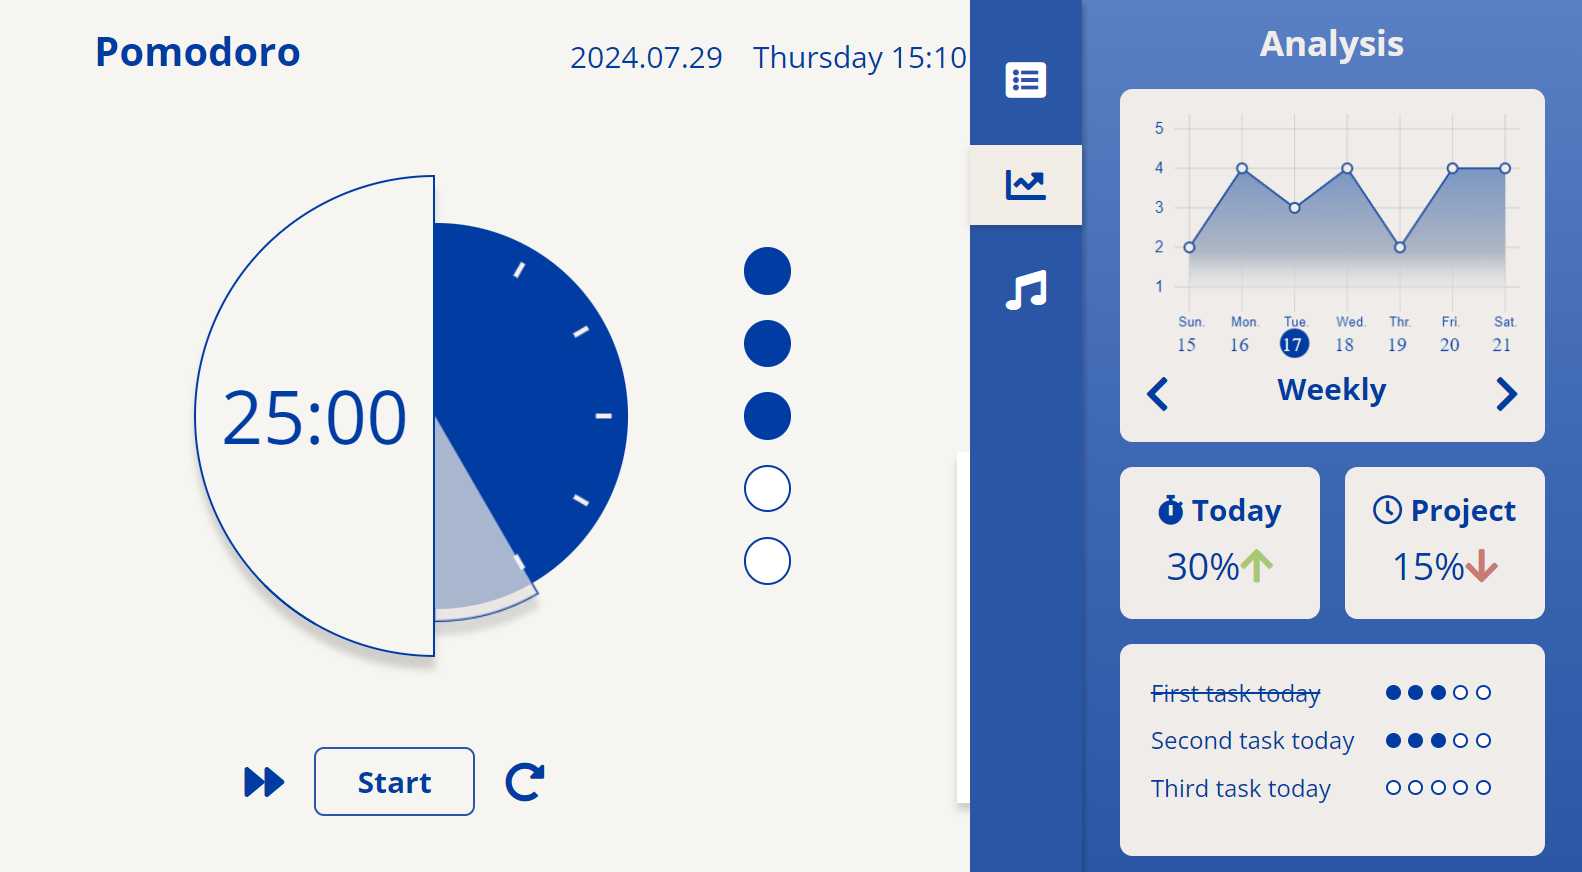 Pomodoro
2024.07.29 Thursday 15:10
25:00
Start
Analysis
5
4
3
2
1
Sun. Mon. Tue. Wed. Thr. Fri. Sat.
15 16 17 18 19 20 21
Weekly
Today
30%
Project
15%
First task today
Second task today
Third task today